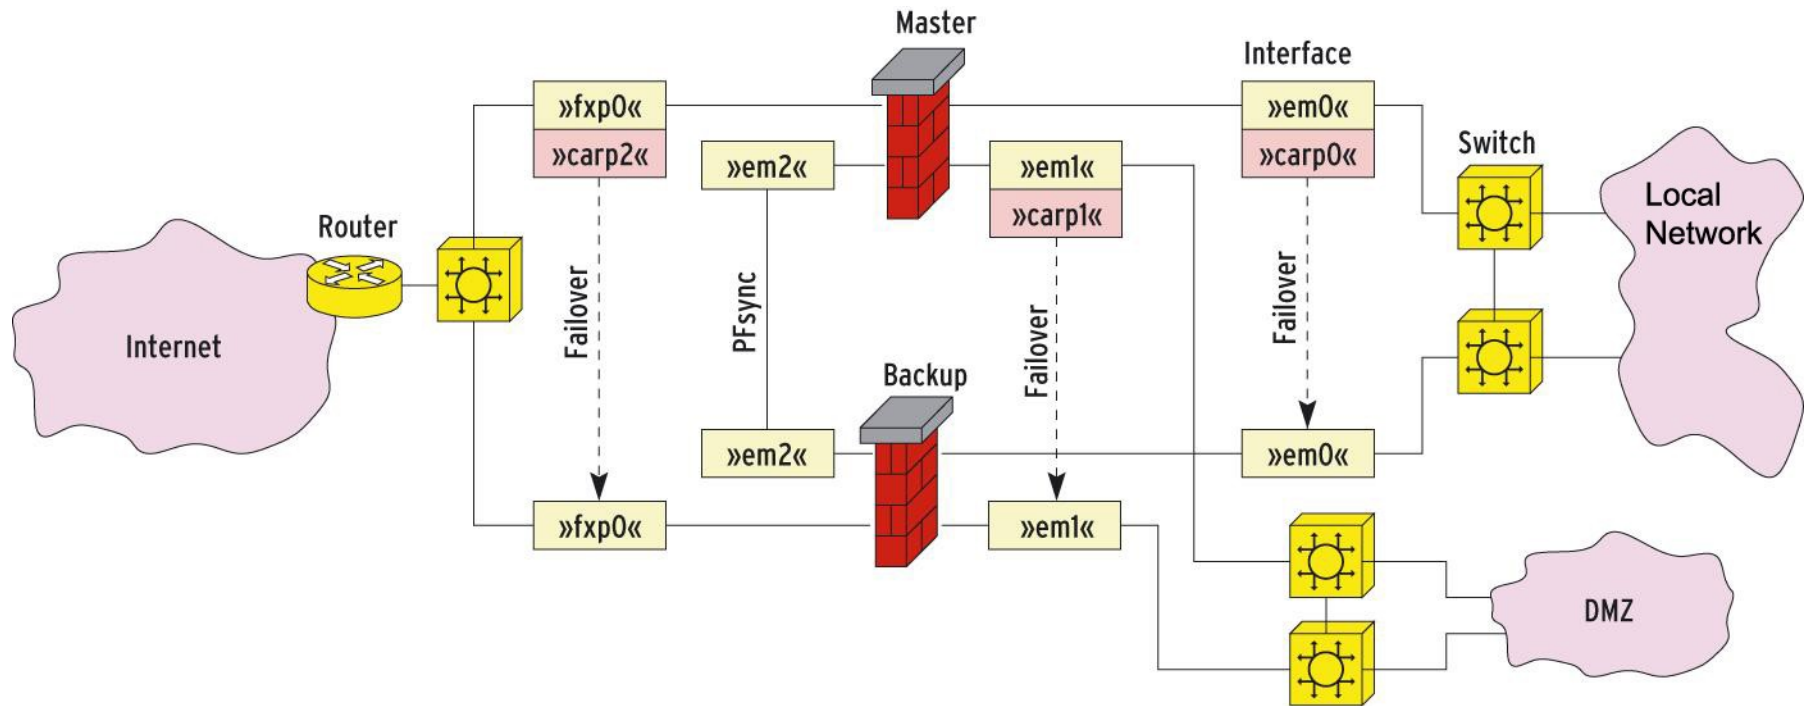 Master
Interface
»fxp0«
»em0«
»carp2«
»em2«
»em1«
»carp0«
Switch
»carp1«
Local
Network
Router
Internet
Failover
PFsync
Failover
Failover
Backup
»em2«
»em0«
»fxp0«
»em1«
DMZ